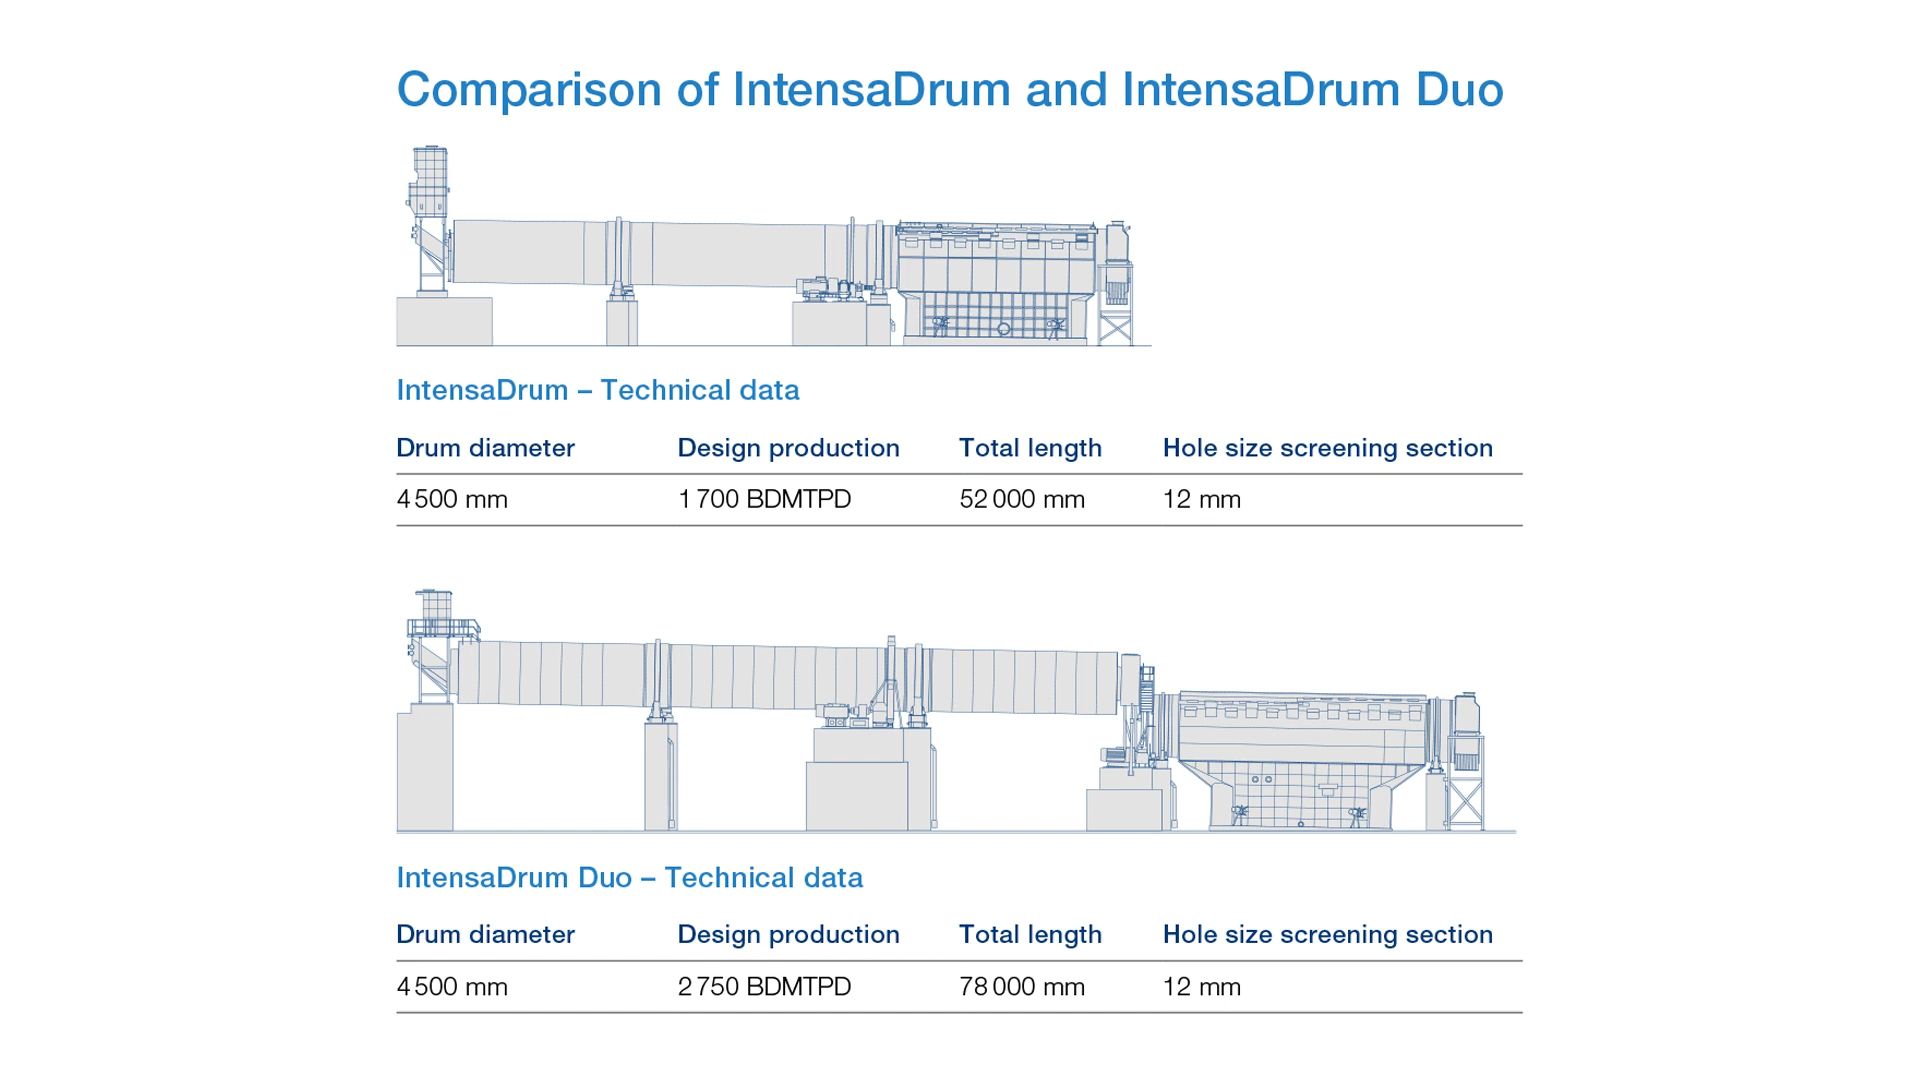 Comparison of IntensaDrum and IntensaDrum Duo
IntensaDrum – Technical data
Drum diameter Design production Total length Hole size screening section
4 500 mm 1 700 BDMTPD 52 000 mm 12 mm
IntensaDrum Duo – Technical data
Drum diameter Design production Total length Hole size screening section
4 500 mm 2 750 BDMTPD 78 000 mm 12 mm